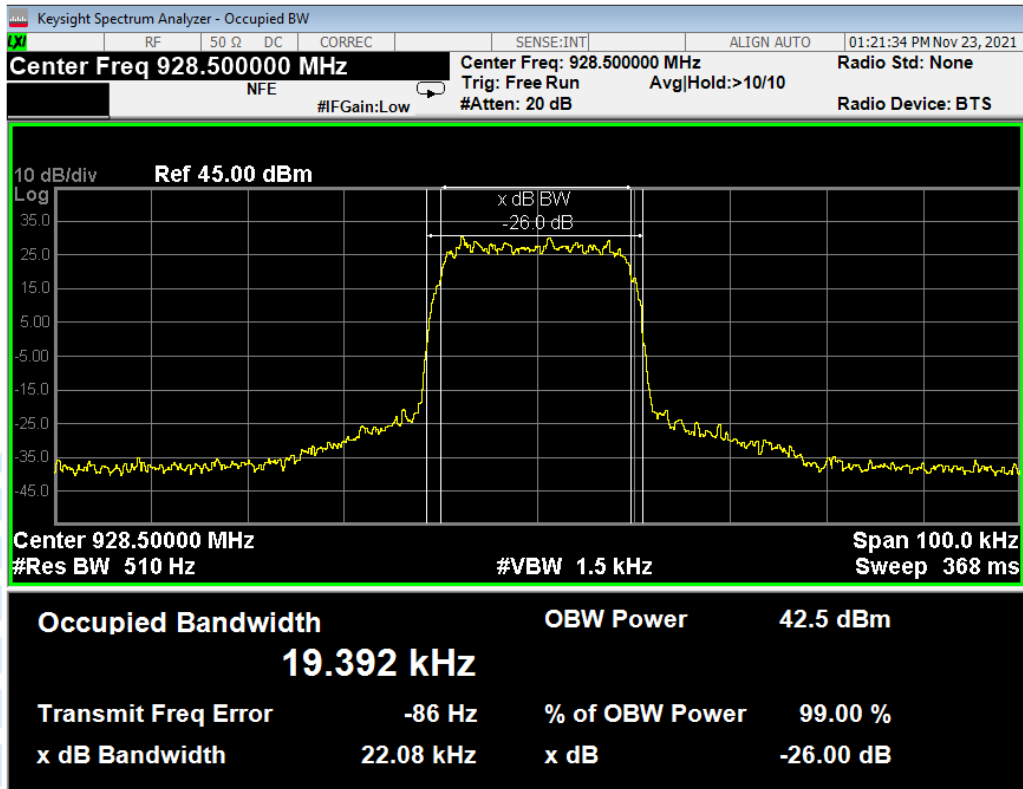 Keysight Spectrum Analyzer - Occupied BW
LXI RF 50 Ω DC CORREC SENSE:INT ALIGN AUTO 01:21:34 PM Nov 23, 2021
Center Freq 928.500000 MHz
NFE
#IFGain:Low
Center Freq: 928.500000 MHz
Trig: Free Run Avg|Hold:>10/10
#Atten: 20 dB
Radio Std: None
Radio Device: BTS
10 dB/div Ref 45.00 dBm
Log
x dB BW
-26.0 dB
35.0
25.0
15.0
5.00
-5.00
-15.0
-25.0
-35.0
-45.0
Center 928.50000 MHz Span 100.0 kHz
#Res BW 510 Hz #VBW 1.5 kHz Sweep 368 ms
Occupied Bandwidth OBW Power 42.5 dBm
19.392 kHz
Transmit Freq Error -86 Hz % of OBW Power 99.00 %
x dB Bandwidth 22.08 kHz x dB -26.00 dB